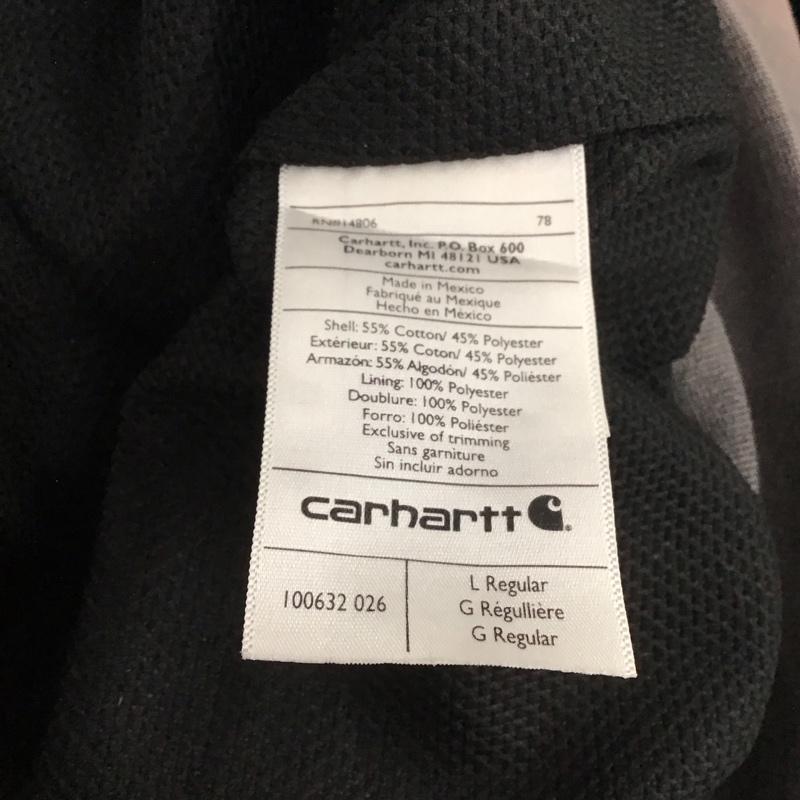 RN#14806 78
Carhartt, Inc. P.O. Box 600
Dearborn MI 48121 USA
carhartt.com
Made in Mexico
Fabriqué au Mexique
Hecho en México
Shell: 55% Cotton/ 45% Polyester
Extérieur: 55% Coton/ 45% Polyester
Armazón: 55% Algodón/ 45% Poliéster
Lining: 100% Polyester
Doublure: 100% Polyester
Forro: 100% Poliéster
Exclusive of trimming
Sans garniture
Sin incluir adorno
carhartt
100632 026
L Regular
G Régullière
G Regular